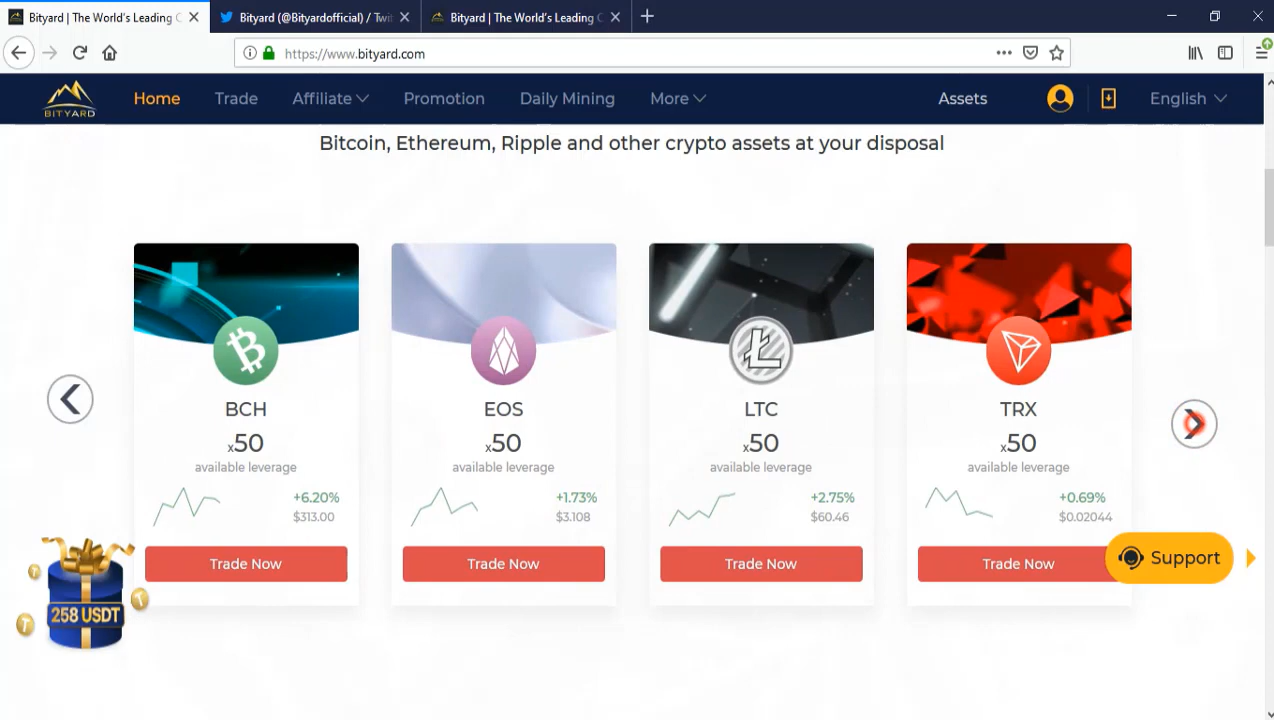 Bityard | The World's Leading C
Bityard (@Bityardofficial) / Twit
Bityard | The World's Leading C
https://www.bityard.com
BITYARD
Home
Trade
Affiliate
Promotion
Daily Mining
More
Assets
English
Bitcoin, Ethereum, Ripple and other crypto assets at your disposal
BCH
x50
available leverage
+6.20%
$313.00
Trade Now
EOS
x50
available leverage
+1.73%
$3.108
Trade Now
LTC
x50
available leverage
+2.75%
$60.46
Trade Now
TRX
x50
available leverage
+0.69%
$0.02044
Trade Now
258 USDT
Support